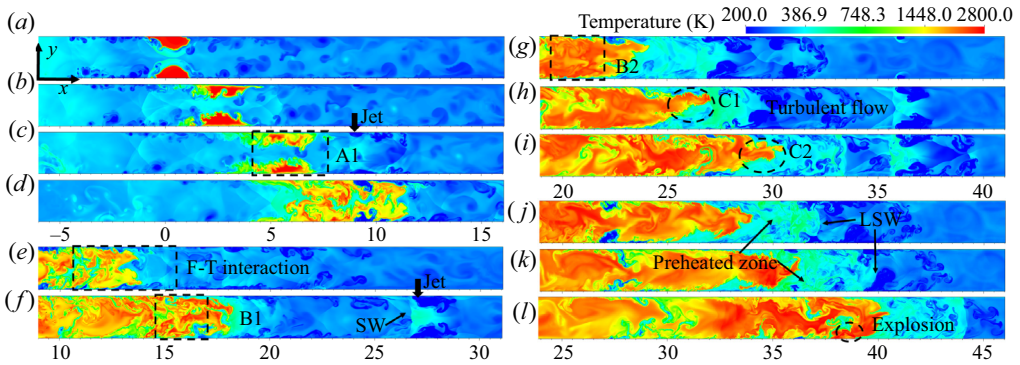 (a)
y
x
(b)
(c)
Jet
A1
(d)
–5 0 5 10 15
(e)
F-T interaction
(f)
Jet
B1
SW
10 15 20 25 30
Temperature (K)
200.0 386.9 748.3 1448.0 2800.0
(g)
B2
(h)
C1
Turbulent flow
(i)
C2
20 25 30 35 40
(j)
LSW
(k)
Preheated zone
(l)
Explosion
25 30 35 40 45